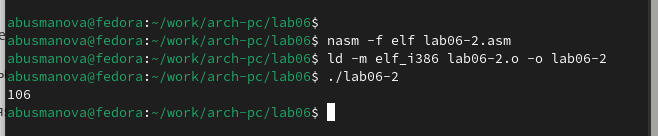 abusmanova@fedora:~/work/arch-pc/lab06$
abusmanova@fedora:~/work/arch-pc/lab06$ nasm -f elf lab06-2.asm
abusmanova@fedora:~/work/arch-pc/lab06$ ld -m elf_i386 lab06-2.o -o lab06-2
abusmanova@fedora:~/work/arch-pc/lab06$ ./lab06-2
106
abusmanova@fedora:~/work/arch-pc/lab06$